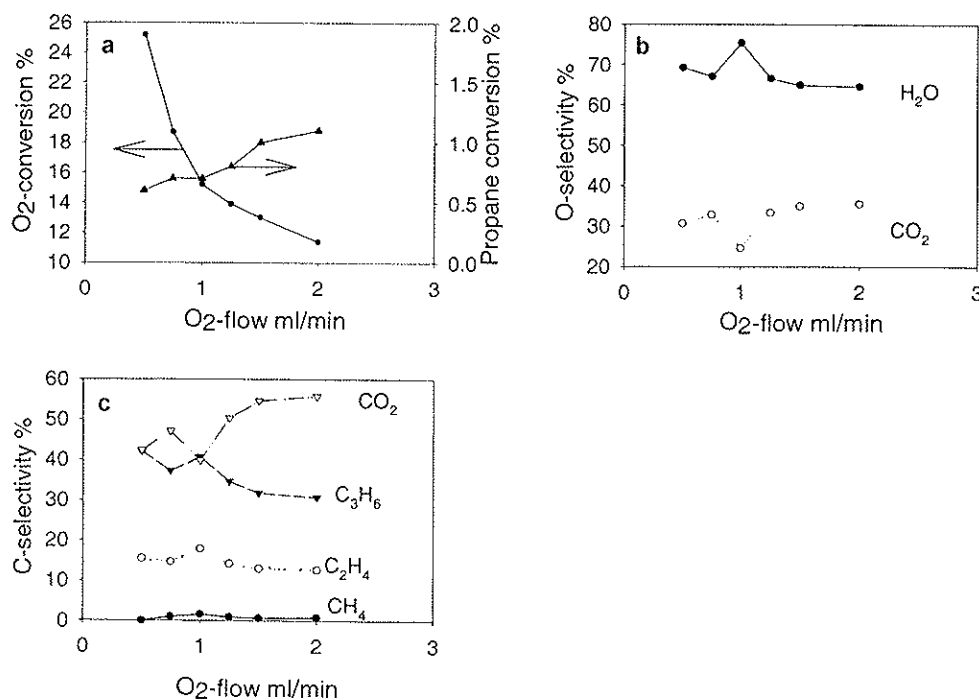 a
O2-conversion %
26
24
22
20
18
16
14
12
10
2.0
1.5
1.0
0.5
0.0
Propane conversion %
0 1 2 3
O2-flow ml/min
b
O-selectivity %
80
70
60
50
40
30
20
H2O
CO2
0 1 2 3
O2-flow ml/min
c
C-selectivity %
60
50
40
30
20
10
0
CO2
C3H6
C2H4
CH4
0 1 2 3
O2-flow ml/min